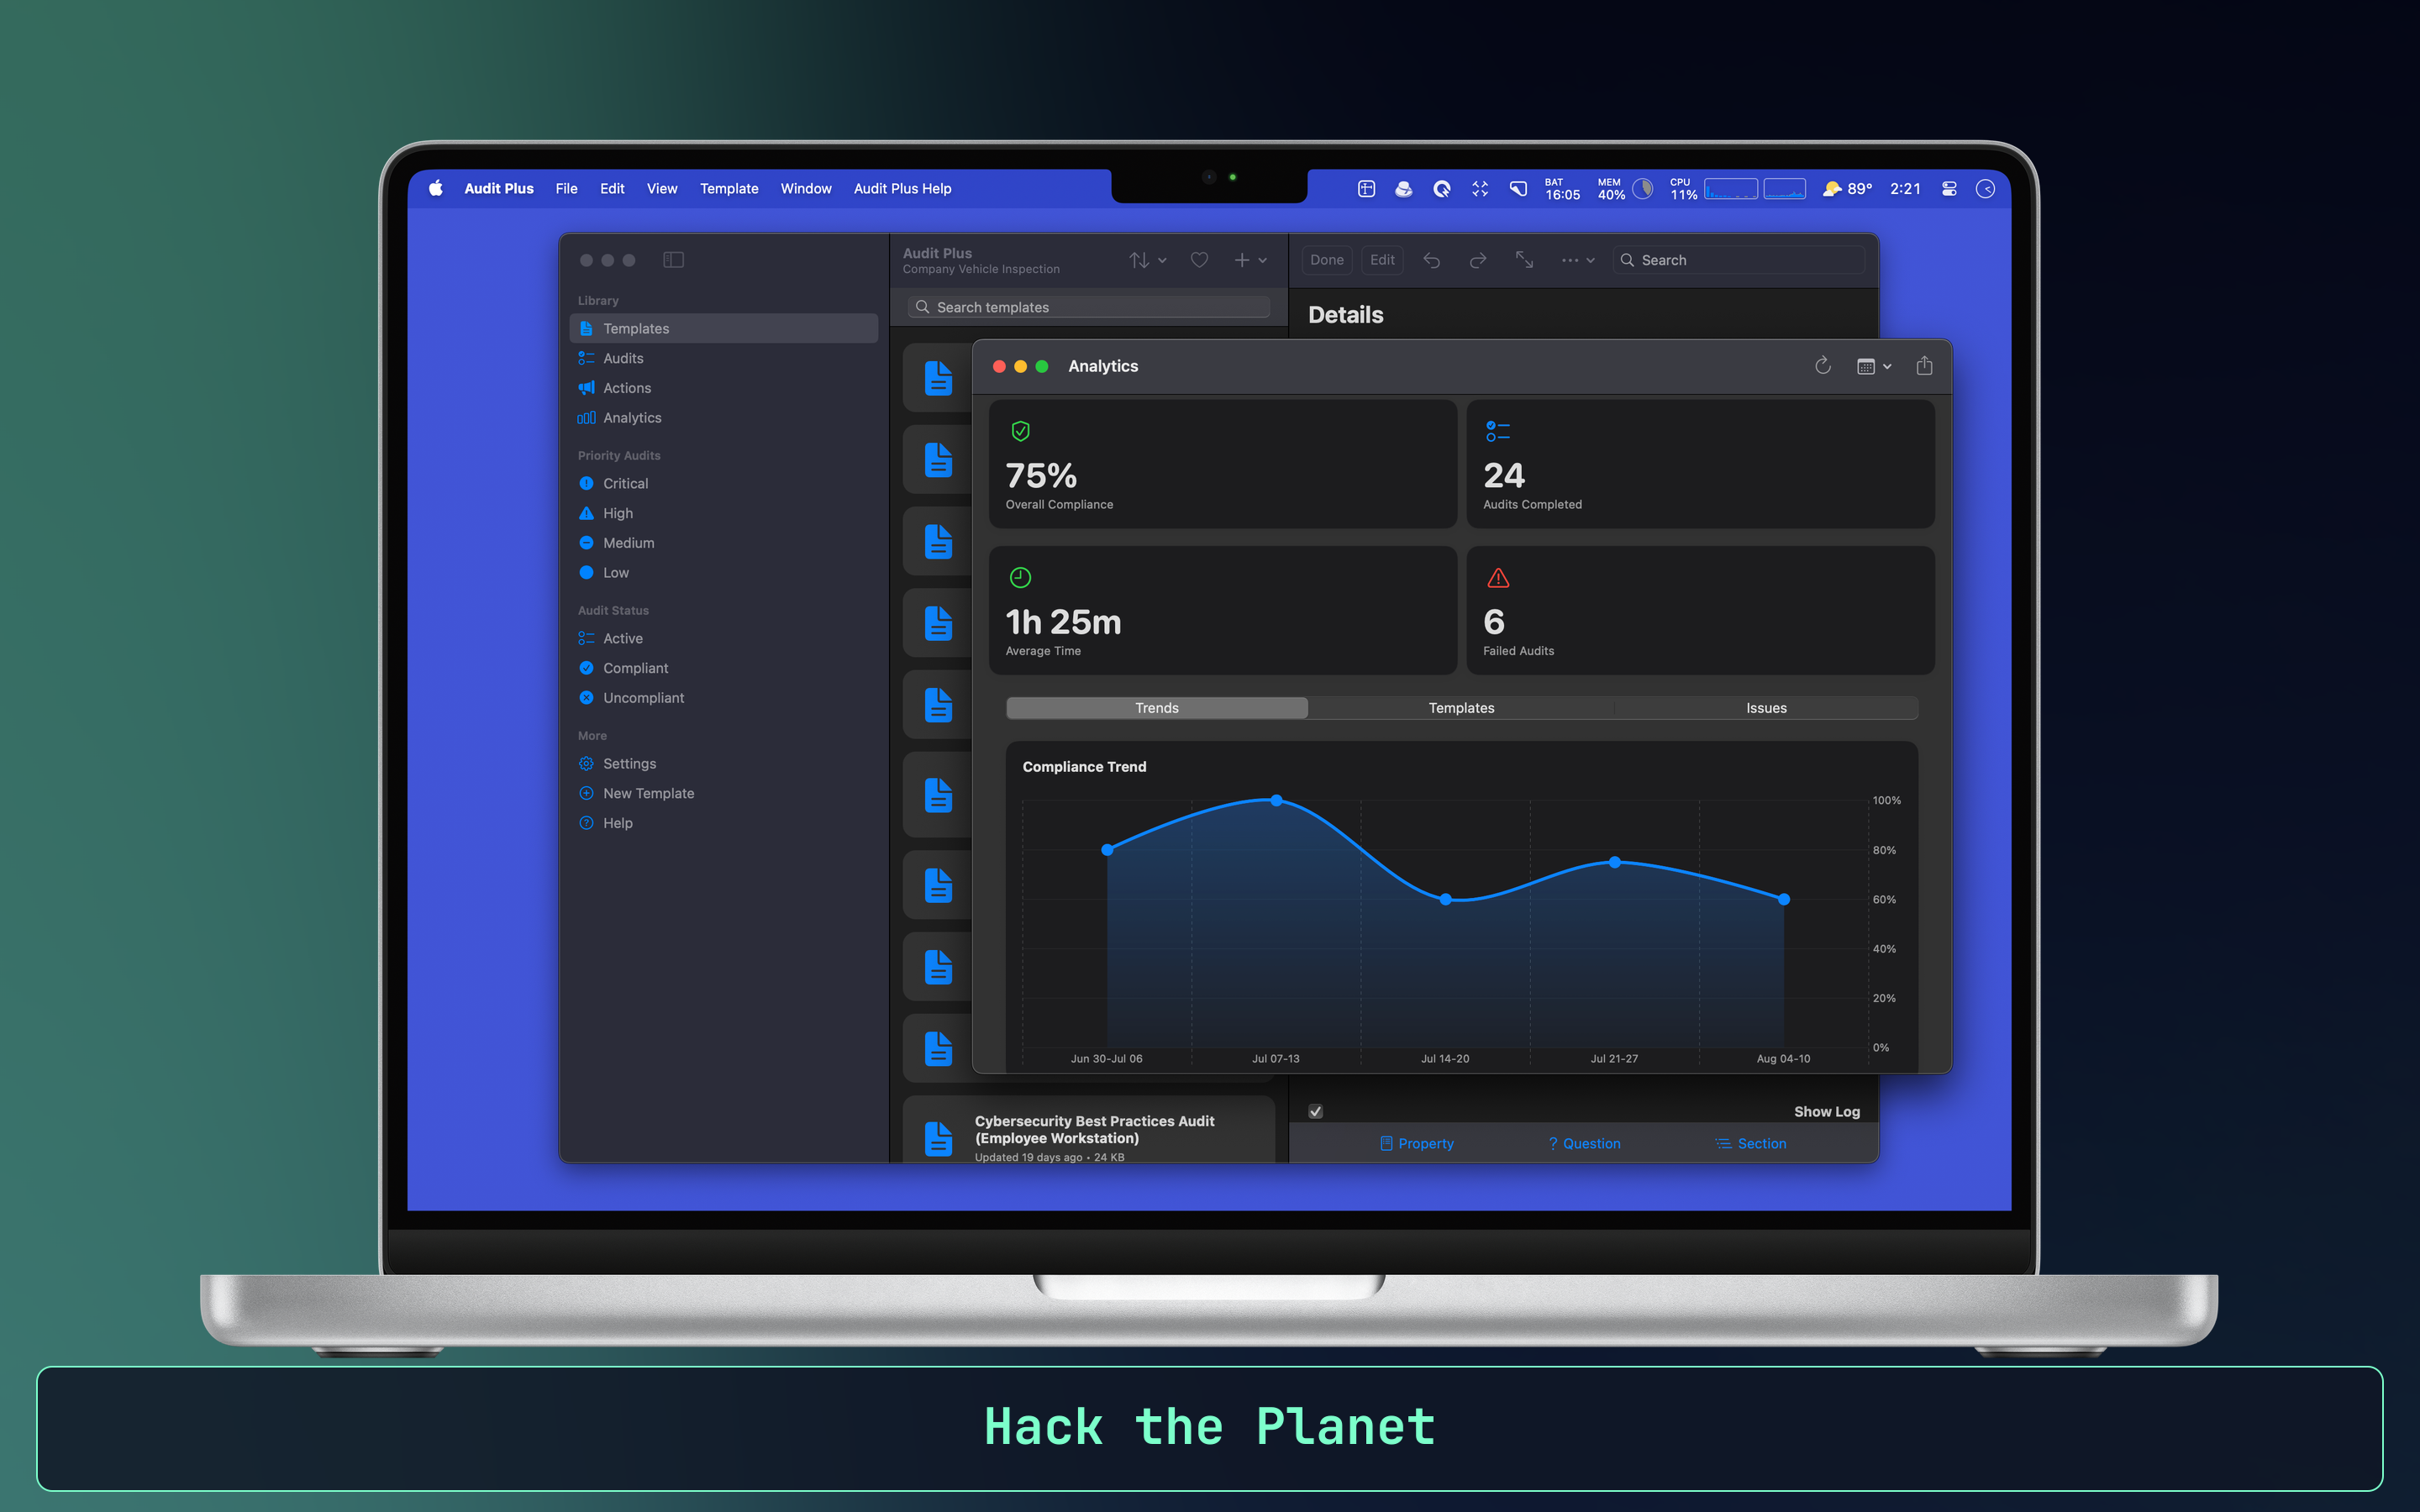 Audit Plus File Edit View Template Window Audit Plus Help
BAT 16:05 MEM 40% CPU 11% 89° 2:21
Audit Plus
Company Vehicle Inspection
Done Edit Search
Library
Templates
Audits
Actions
Analytics
Priority Audits
Critical
High
Medium
Low
Audit Status
Active
Compliant
Uncompliant
More
Settings
New Template
Help
Search templates
Cybersecurity Best Practices Audit
(Employee Workstation)
Updated 19 days ago • 24 KB
Details
Analytics
75%
Overall Compliance
24
Audits Completed
1h 25m
Average Time
6
Failed Audits
Trends Templates Issues
Compliance Trend
100%
80%
60%
40%
20%
0%
Jun 30-Jul 06 Jul 07-13 Jul 14-20 Jul 21-27 Aug 04-10
Show Log
Property ? Question Section
Hack the Planet